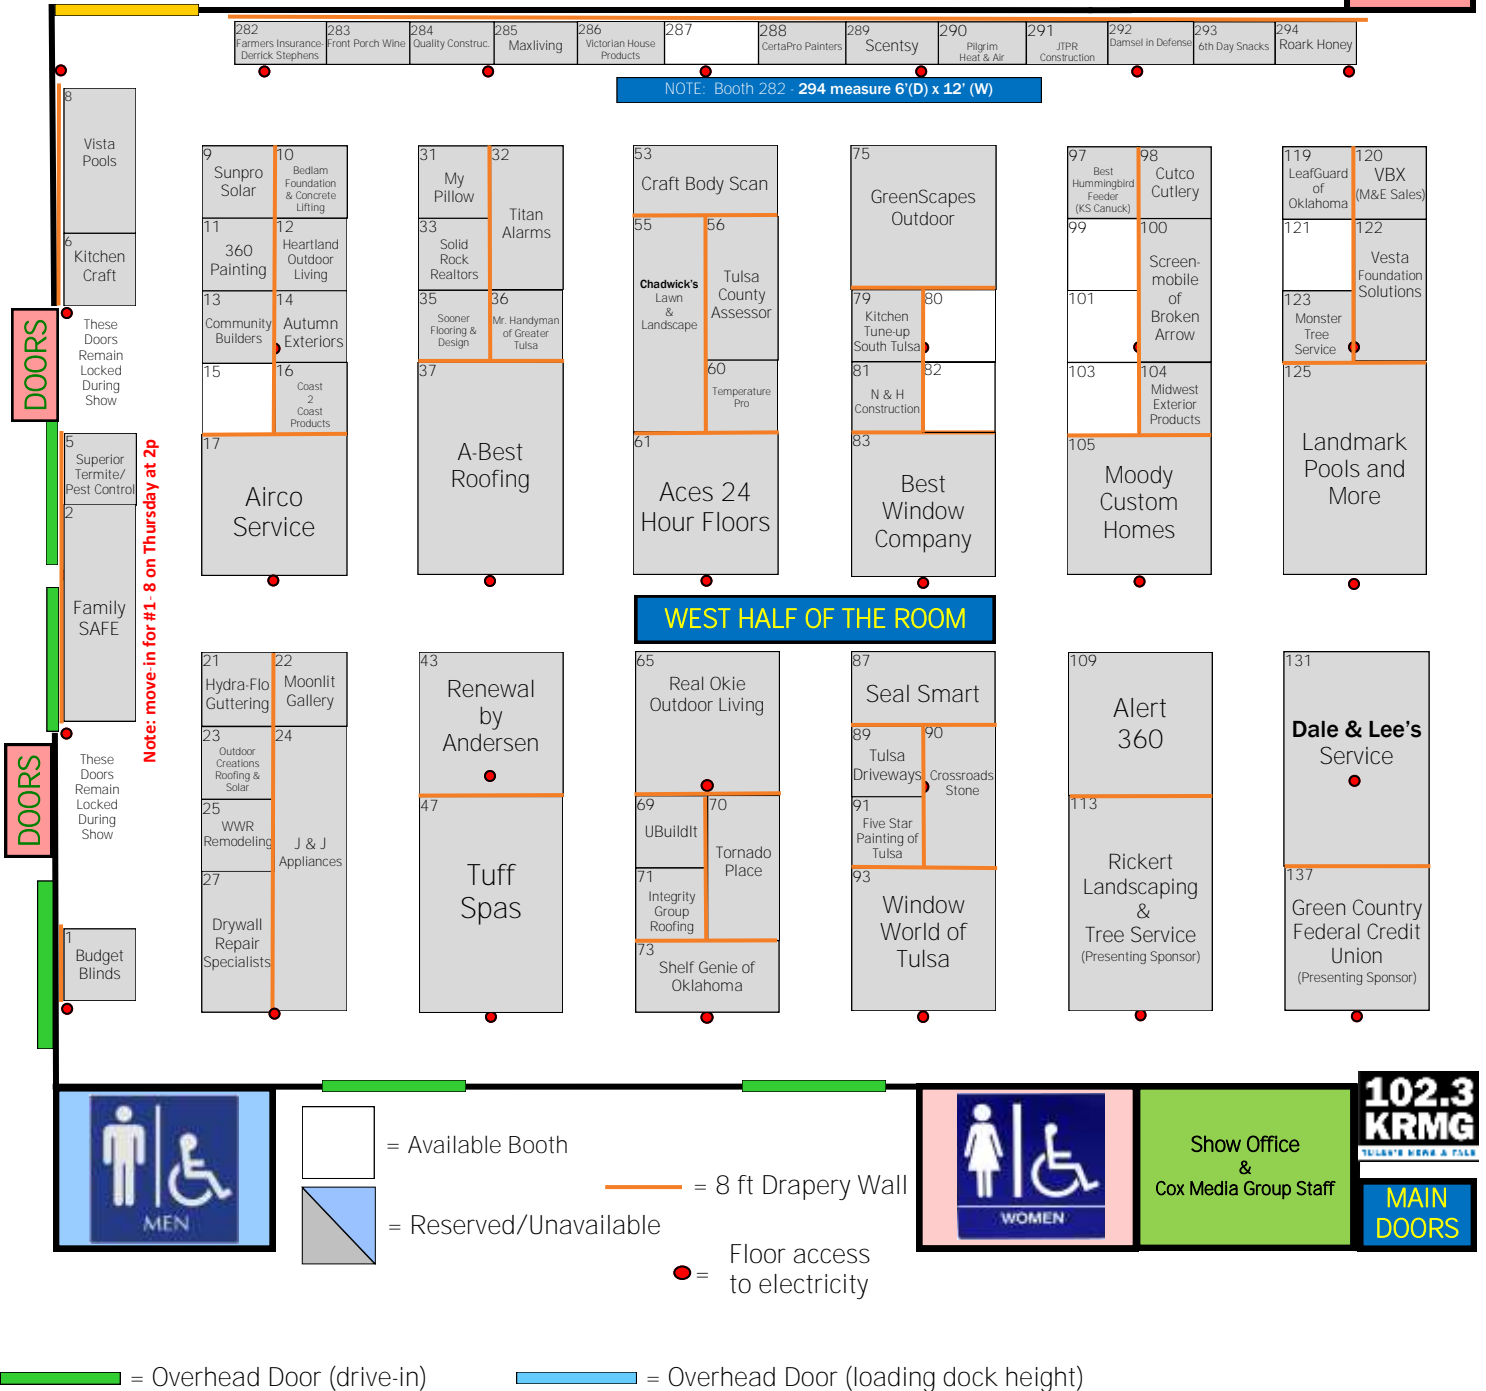 282
Farmers Insurance-
Derrick Stephens
283
Front Porch Wine
284
Quality Construc.
285
Maxliving
286
Victorian House
Products
287
288
CertaPro Painters
289
Scentsy
290
Pilgrim
Heat & Air
291
JTPR
Construction
292
Damsel in Defense
293
6th Day Snacks
294
Roark Honey
NOTE: Booth 282 - 294 measure 6'(D) x 12' (W)
8
Vista
Pools
6
Kitchen
Craft
DOORS
These
Doors
Remain
Locked
During
Show
5
Superior
Termite/
Pest Control
2
Family
SAFE
Note: move-in for #1- 8 on Thursday at 2p
DOORS
These
Doors
Remain
Locked
During
Show
1
Budget
Blinds
9
Sunpro
Solar
10
Bedlam
Foundation
& Concrete
Lifting
11
360
Painting
12
Heartland
Outdoor
Living
13
Community
Builders
14
Autumn
Exteriors
15
16
Coast
2
Coast
Products
17
Airco
Service
31
My
Pillow
32
Titan
Alarms
33
Solid
Rock
Realtors
35
Sooner
Flooring &
Design
36
Mr. Handyman
of Greater
Tulsa
37
A-Best
Roofing
53
Craft Body Scan
55
Chadwick's
Lawn
&
Landscape
56
Tulsa
County
Assessor
60
Temperature
Pro
61
Aces 24
Hour Floors
75
GreenScapes
Outdoor
79
Kitchen
Tune-up
South Tulsa
80
81
N & H
Construction
82
83
Best
Window
Company
97
Best
Hummingbird
Feeder
(KS Canuck)
98
Cutco
Cutlery
99
100
Screen-
mobile
of
Broken
Arrow
101
103
104
Midwest
Exterior
Products
105
Moody
Custom
Homes
119
LeafGuard
of
Oklahoma
120
VBX
(M&E Sales)
121
122
Vesta
Foundation
Solutions
123
Monster
Tree
Service
125
Landmark
Pools and
More
WEST HALF OF THE ROOM
21
Hydra-Flo
Guttering
22
Moonlit
Gallery
23
Outdoor
Creations
Roofing &
Solar
24
J & J
Appliances
25
WWR
Remodeling
27
Drywall
Repair
Specialists
43
Renewal
by
Andersen
47
Tuff
Spas
65
Real Okie
Outdoor Living
69
UBuildIt
70
Tornado
Place
71
Integrity
Group
Roofing
73
Shelf Genie of
Oklahoma
87
Seal Smart
89
Tulsa
Driveways
90
Crossroads
Stone
91
Five Star
Painting of
Tulsa
93
Window
World of
Tulsa
109
Alert
360
113
Rickert
Landscaping
&
Tree Service
(Presenting Sponsor)
131
Dale & Lee's
Service
137
Green Country
Federal Credit
Union
(Presenting Sponsor)
MEN
= Available Booth
= Reserved/Unavailable
= 8 ft Drapery Wall
= Floor access
to electricity
WOMEN
Show Office
&
Cox Media Group Staff
102.3
KRMG
TULSA'S NEWS & TALK
MAIN
DOORS
= Overhead Door (drive-in)
= Overhead Door (loading dock height)